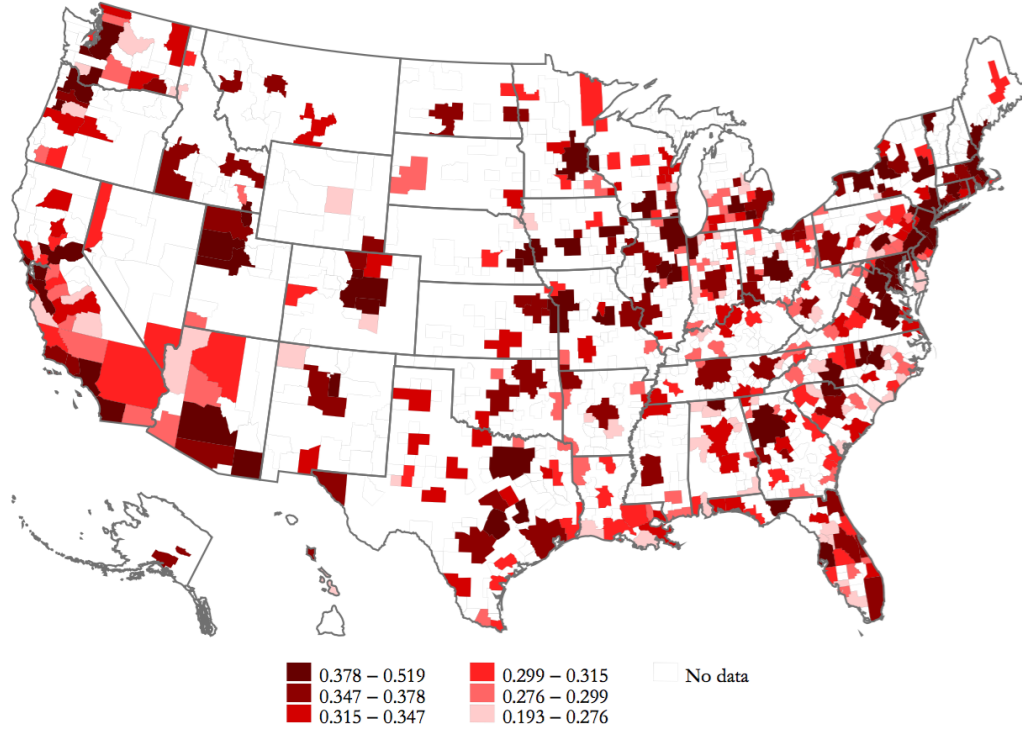 0.378 – 0.519 0.299 – 0.315 No data
0.347 – 0.378 0.276 – 0.299
0.315 – 0.347 0.193 – 0.276